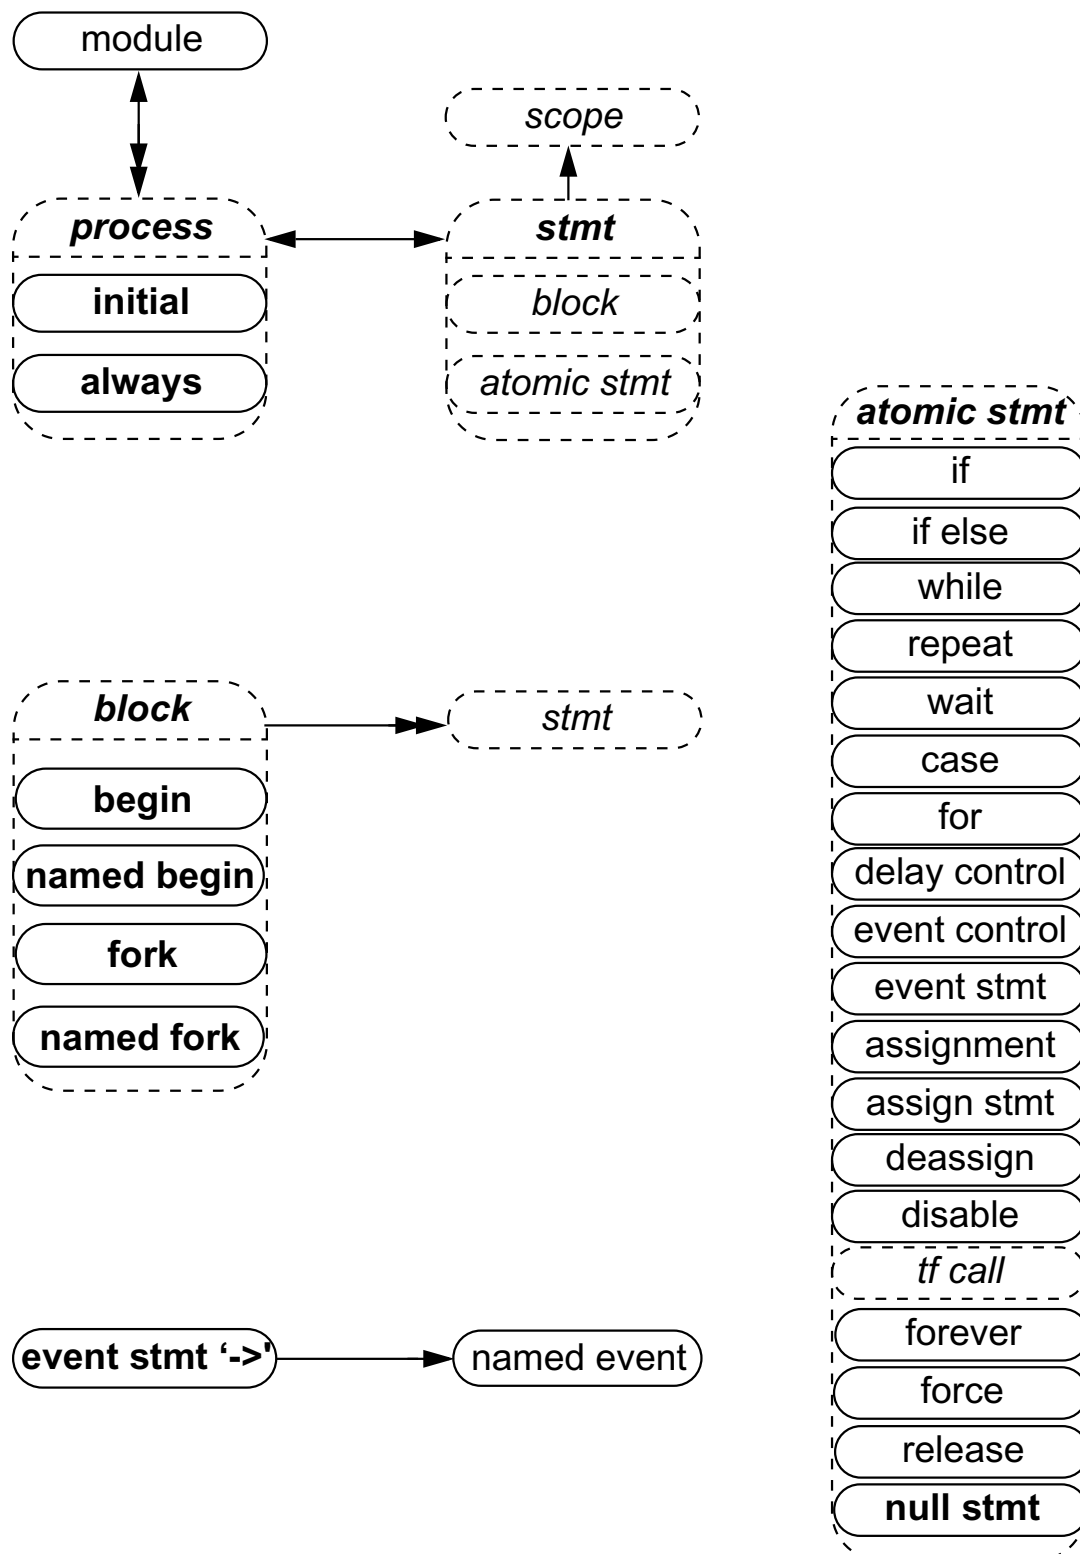 module
scope
process
stmt
initial
block
always
atomic stmt
atomic stmt
if
if else
while
repeat
block
stmt
wait
case
begin
for
named begin
delay control
fork
event control
event stmt
named fork
assignment
assign stmt
deassign
disable
tf call
event stmt ‘->'
named event
forever
force
release
null stmt